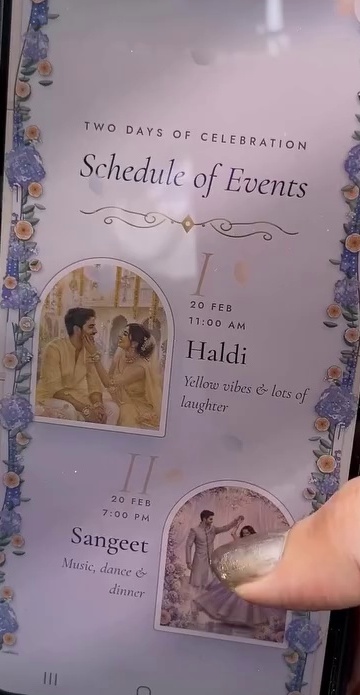 TWO DAYS OF CELEBRATION
Schedule of Events
I
20 FEB
11:00 AM
Haldi
Yellow vibes & lots of
laughter
II
20 FEB
7:00 PM
Sangeet
Music, dance &
dinner